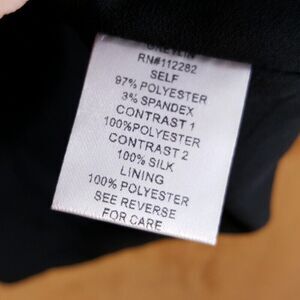 RN#112282
SELF
97% POLYESTER
3% SPANDEX
CONTRAST 1
100%POLYESTER
CONTRAST 2
100% SILK
LINING
100% POLYESTER
SEE REVERSE
FOR CARE